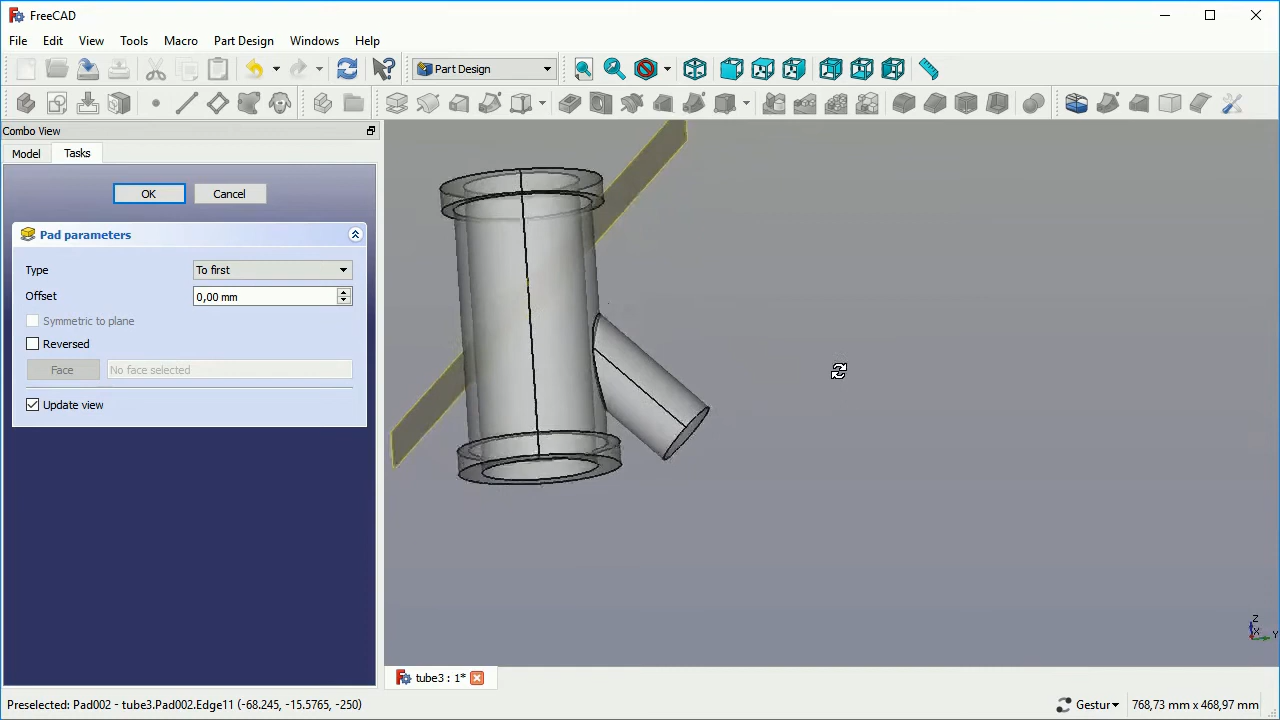 FreeCAD
File Edit View Tools Macro Part Design Windows Help
Part Design
Combo View
Model Tasks
OK Cancel
Pad parameters
Type To first
Offset 0,00 mm
Symmetric to plane
Reversed
Face No face selected
Update view
Z
X Y
tube3 : 1*
Preselected: Pad002 - tube3.Pad002.Edge11 (-68.245, -15.5765, -250) Gestur 768,73 mm x 468,97 mm